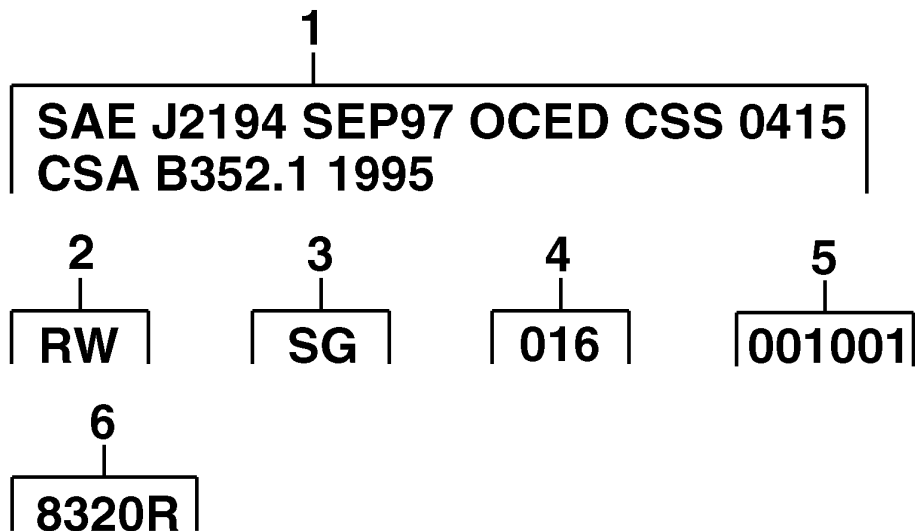 1
SAE J2194 SEP97 OCED CSS 0415
CSA B352.1 1995
2 3 4 5
RW SG 016 001001
6
8320R